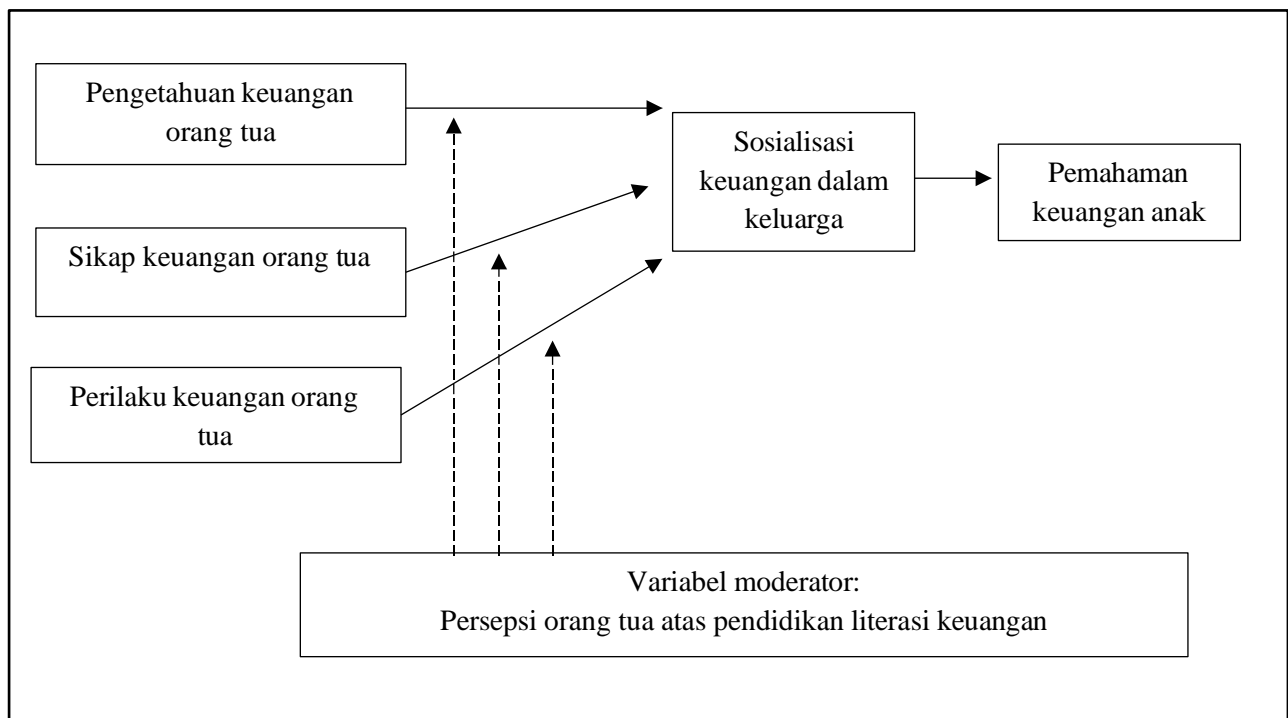 Pengetahuan keuangan
orang tua
Sikap keuangan orang tua
Perilaku keuangan orang
tua
Sosialisasi
keuangan dalam
keluarga
Pemahaman
keuangan anak
Variabel moderator:
Persepsi orang tua atas pendidikan literasi keuangan